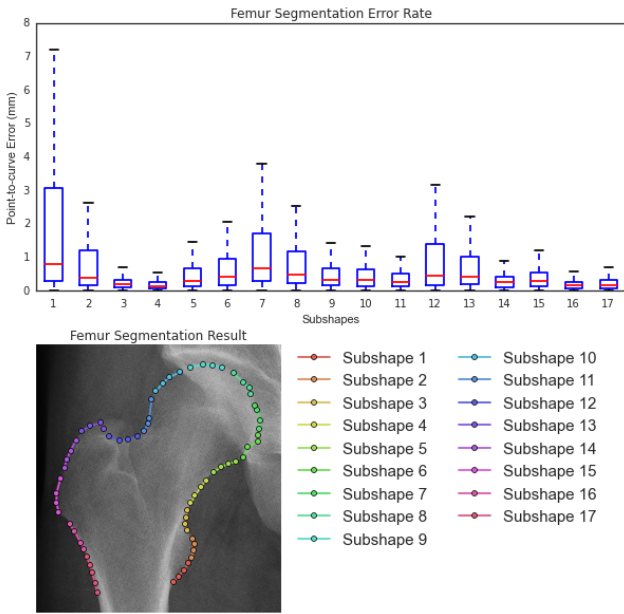 Femur Segmentation Error Rate
8
7
6
5
4
3
2
1
0
Point-to-curve Error (mm)
1 2 3 4 5 6 7 8 9 10 11 12 13 14 15 16 17
Subshapes
Femur Segmentation Result
Subshape 1
Subshape 2
Subshape 3
Subshape 4
Subshape 5
Subshape 6
Subshape 7
Subshape 8
Subshape 9
Subshape 10
Subshape 11
Subshape 12
Subshape 13
Subshape 14
Subshape 15
Subshape 16
Subshape 17